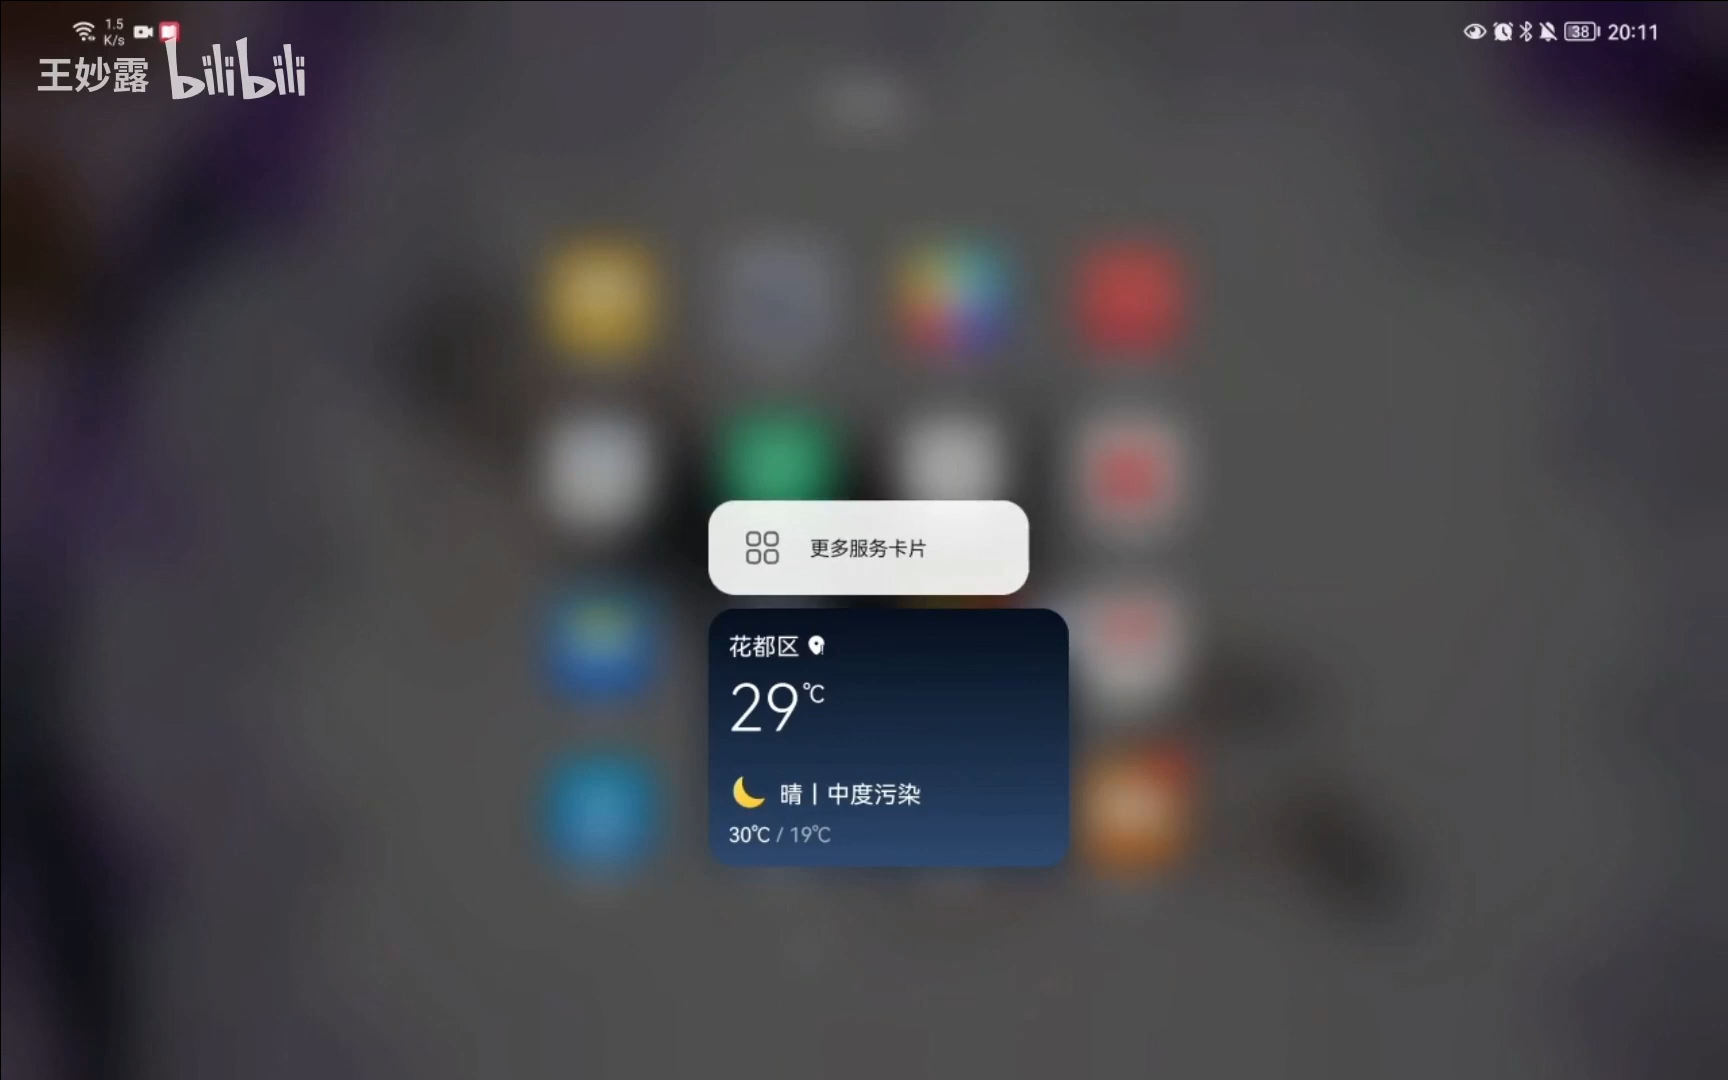 1.5
K/s
38
20:11
王妙露 bilibili
更多服务卡片
花都区
29℃
晴 | 中度污染
30℃ / 19℃